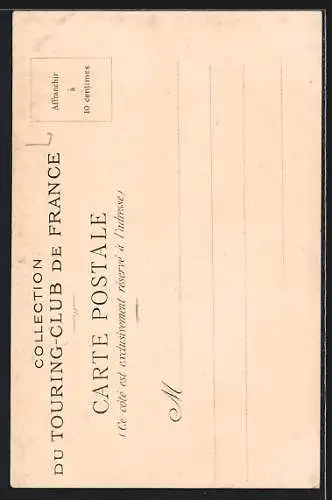 COLLECTION
DU TOURING-CLUB DE FRANCE
CARTE POSTALE
(Ce côté est exclusivement réservé à l'adresse)
Affranchir
à
10 centimes
M